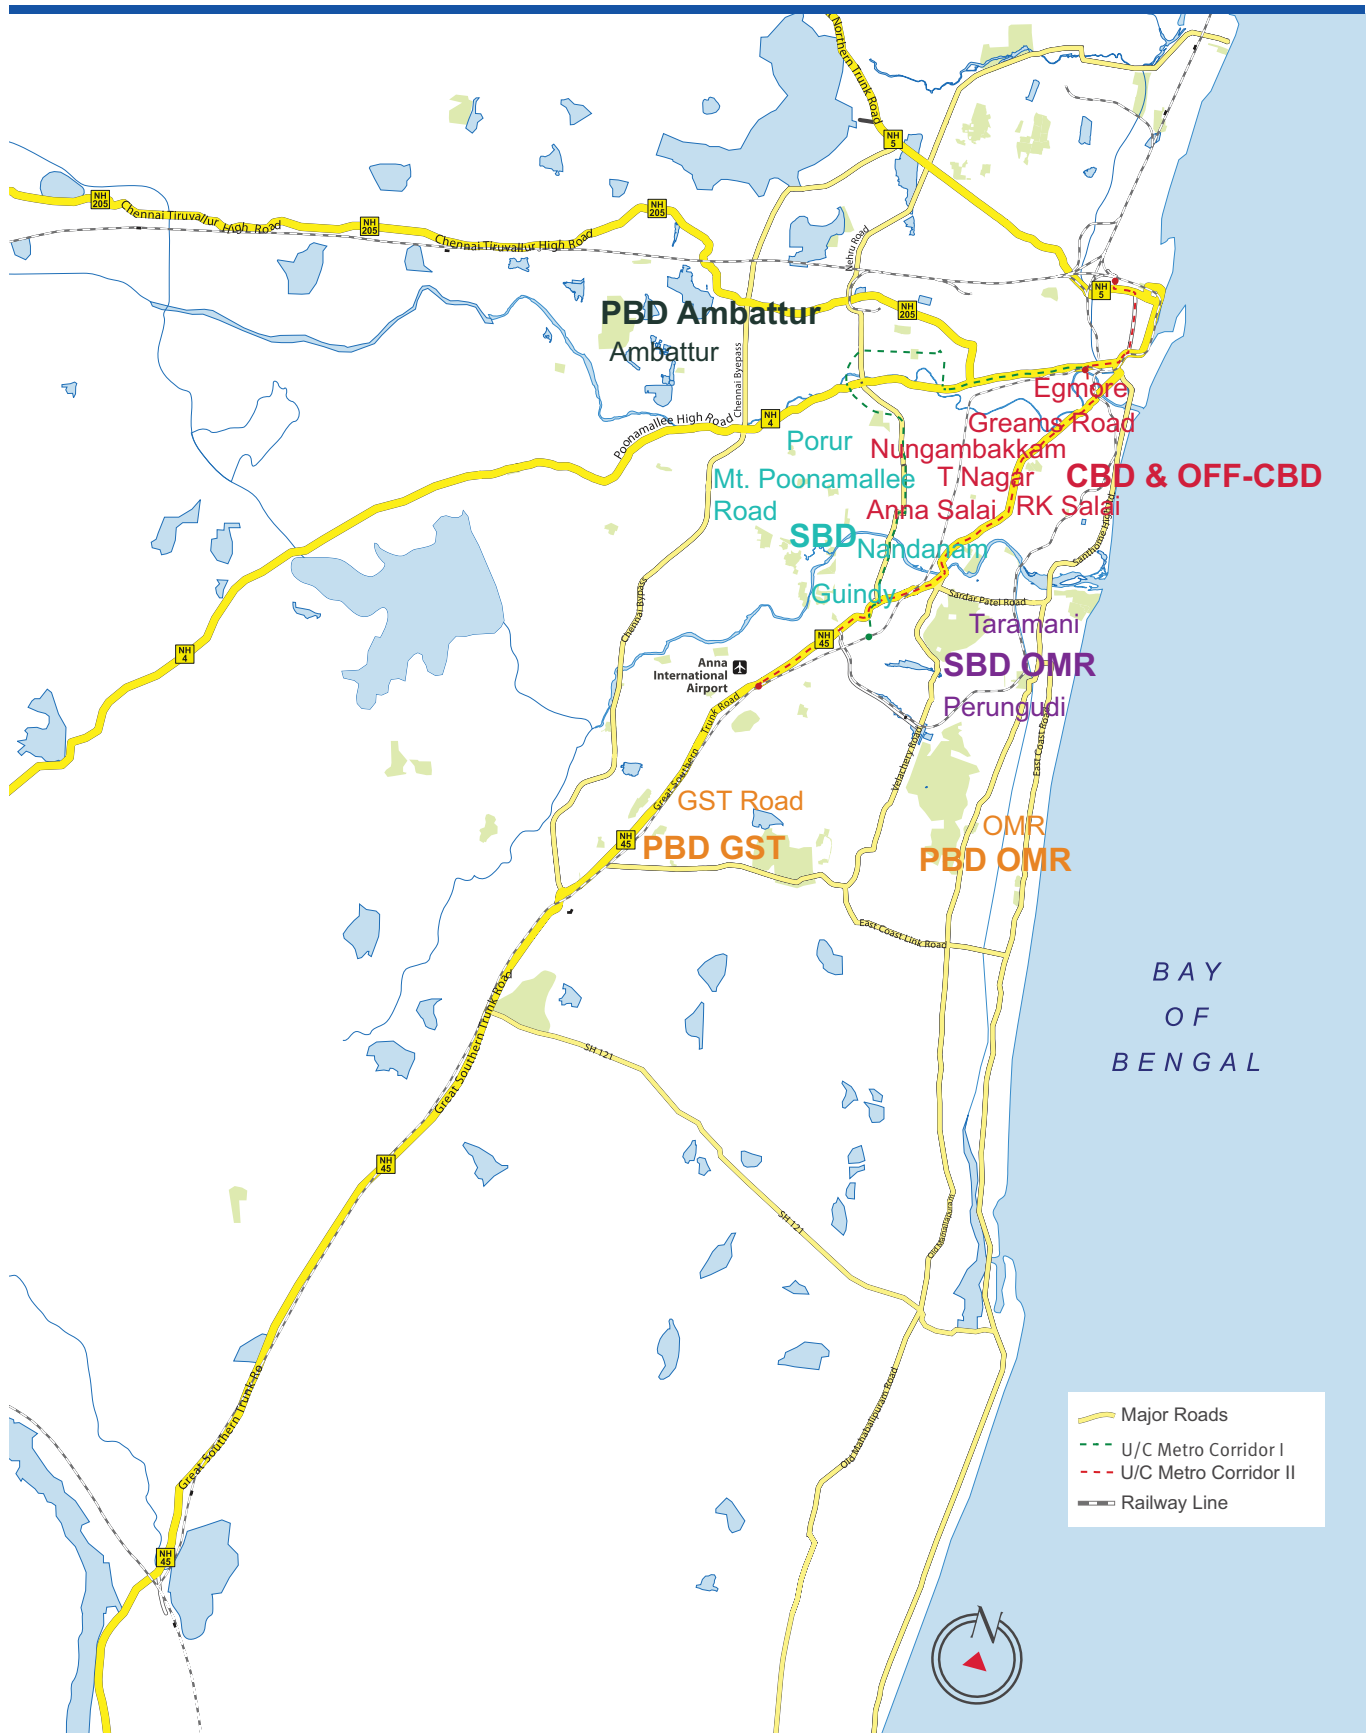 Northern Trunk Road
NH
5
NH
205
Chennai Tiruvallur High Road
NH
205
Chennai Tiruvallur High Road
NH
205
Nehru Road
NH
5
PBD Ambattur
NH
205
Ambattur
Chennai Byepass
Egmore
Poonamallee High Road
NH
4
Greams Road
Porur
Nungambakkam
Mt. Poonamallee
Road
T Nagar
CBD & OFF-CBD
Anna Salai
RK Salai
SBD
Nandanam
Santhome High Rd
Guindy
Sardar Patel Road
Chennai Bypass
Taramani
NH
45
NH
4
Anna
International
Airport
SBD OMR
Perungudi
Great Southern Trunk Road
Velachery Road
East Coast Road
GST Road
OMR
NH
45
PBD GST
PBD OMR
East Coast Link Road
BAY
OF
BENGAL
Great Southern Trunk Road
SH 121
NH
45
SH 121
Old Mamallapuram
Great Southern Trunk Ro
Old Mahabalipuram Road
NH
45
Major Roads
U/C Metro Corridor I
U/C Metro Corridor II
Railway Line
N